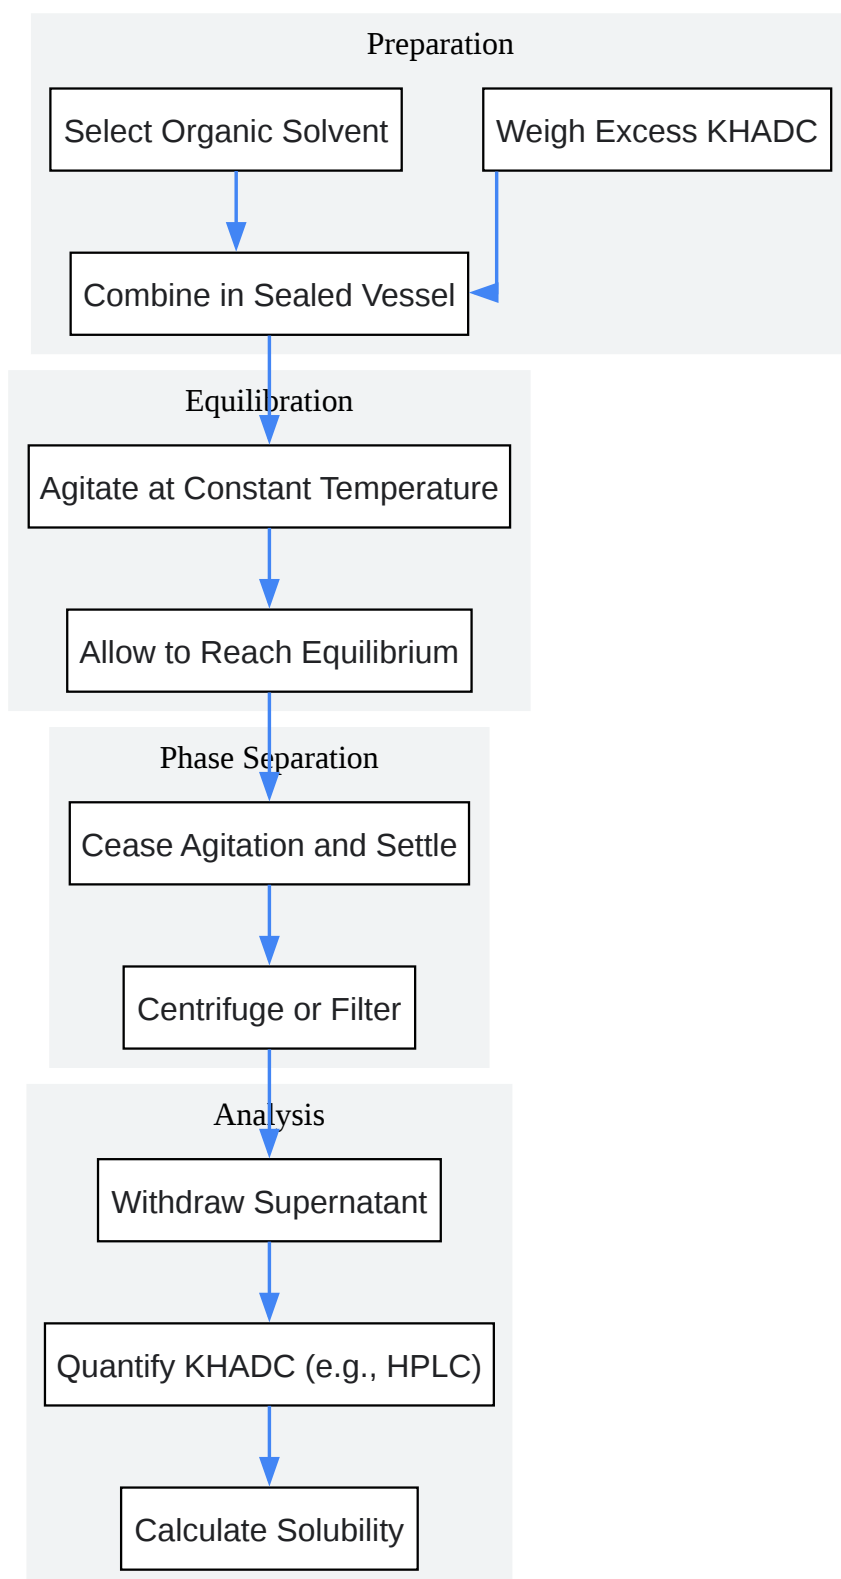 Preparation
Select Organic Solvent
Weigh Excess KHADC
Combine in Sealed Vessel
Equilibration
Agitate at Constant Temperature
Allow to Reach Equilibrium
Phase Separation
Cease Agitation and Settle
Centrifuge or Filter
Analysis
Withdraw Supernatant
Quantify KHADC (e.g., HPLC)
Calculate Solubility